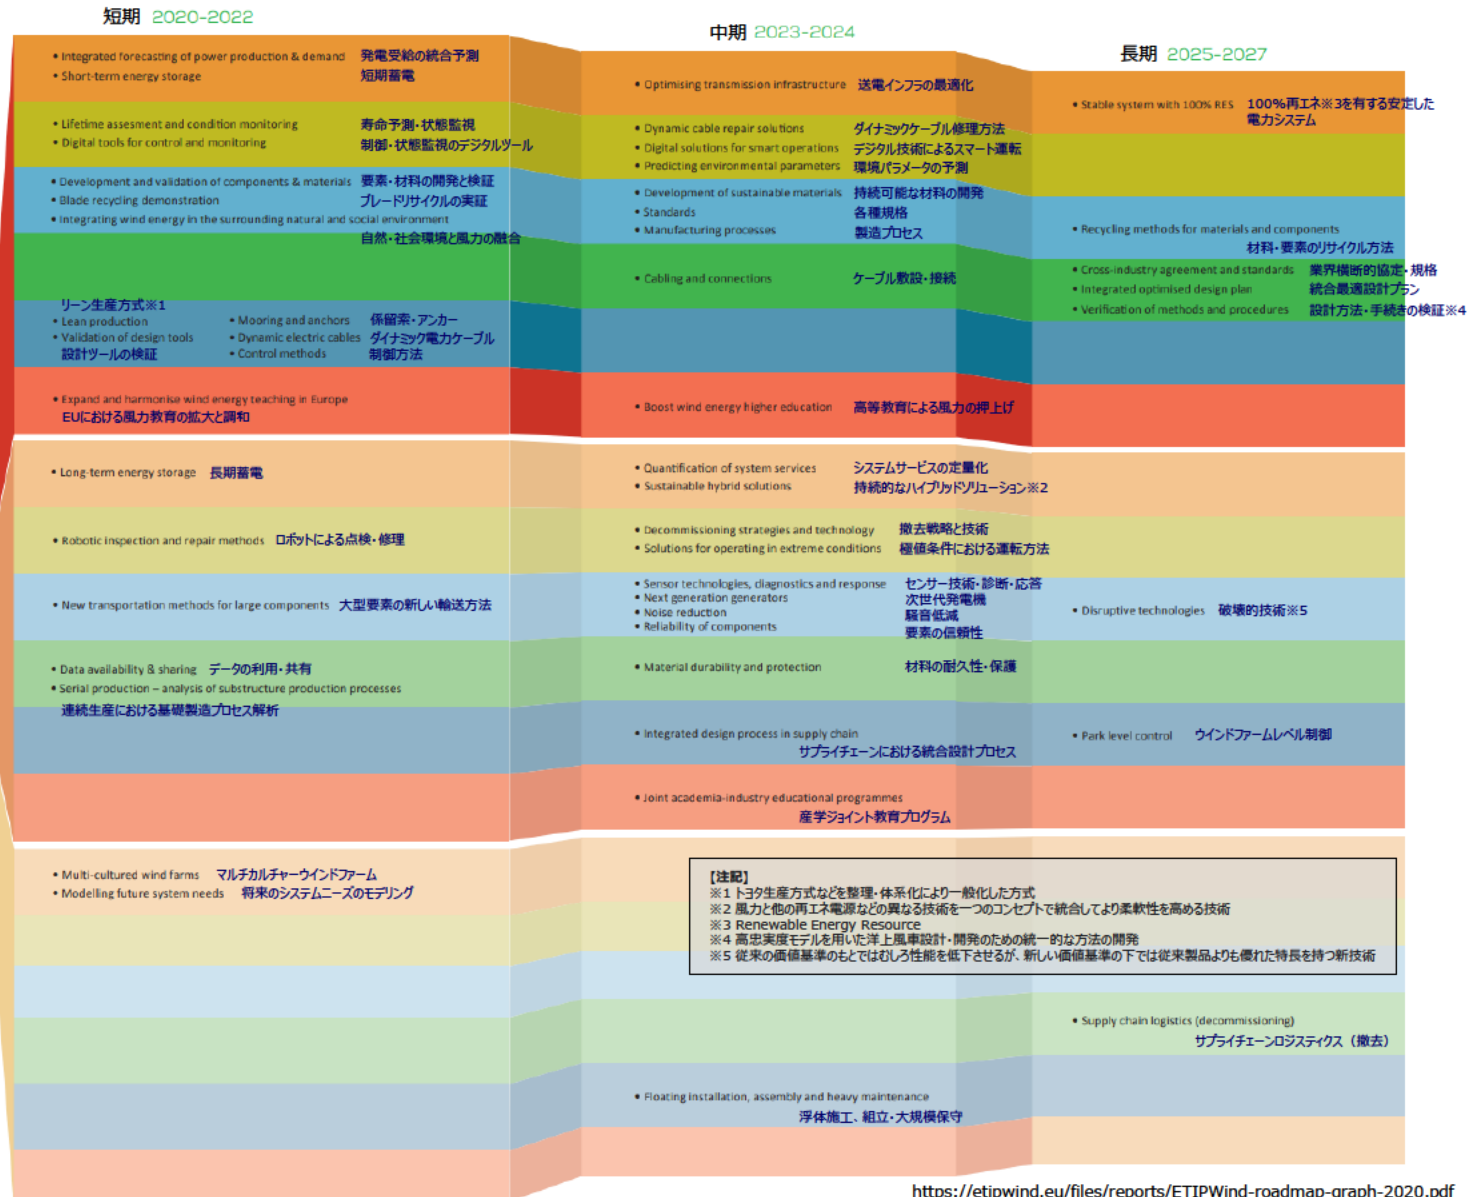 短期 2020-2022
• Integrated forecasting of power production & demand 発電受給の統合予測
• Short-term energy storage 短期蓄電
• Lifetime assesment and condition monitoring 寿命予測・状態監視
• Digital tools for control and monitoring 制御・状態監視のデジタルツール
• Development and validation of components & materials 要素・材料の開発と検証
• Blade recycling demonstration ブレードリサイクルの実証
• Integrating wind energy in the surrounding natural and social environment
自然・社会環境と風力の融合
リーン生産方式※1
• Lean production • Mooring and anchors 係留索・アンカー
• Validation of design tools • Dynamic electric cables ダイナミック電力ケーブル
設計ツールの検証 • Control methods 制御方法
• Expand and harmonise wind energy teaching in Europe
EUにおける風力教育の拡大と調和
• Long-term energy storage 長期蓄電
• Robotic inspection and repair methods ロボットによる点検・修理
• New transportation methods for large components 大型要素の新しい輸送方法
• Data availability & sharing データの利用・共有
• Serial production – analysis of substructure production processes
連続生産における基礎製造プロセス解析
• Multi-cultured wind farms マルチカルチャーウインドファーム
• Modelling future system needs 将来のシステムニーズのモデリング
中期 2023-2024
• Optimising transmission infrastructure 送電インフラの最適化
• Dynamic cable repair solutions ダイナミックケーブル修理方法
• Digital solutions for smart operations デジタル技術によるスマート運転
• Predicting environmental parameters 環境パラメータの予測
• Development of sustainable materials 持続可能な材料の開発
• Standards 各種規格
• Manufacturing processes 製造プロセス
• Cabling and connections ケーブル敷設・接続
• Boost wind energy higher education 高等教育による風力の押上げ
• Quantification of system services システムサービスの定量化
• Sustainable hybrid solutions 持続的なハイブリッドソリューション※2
• Decommissioning strategies and technology 撤去戦略と技術
• Solutions for operating in extreme conditions 極値条件における運転方法
• Sensor technologies, diagnostics and response センサー技術・診断・応答
• Next generation generators 次世代発電機
• Noise reduction 騒音低減
• Reliability of components 要素の信頼性
• Material durability and protection 材料の耐久性・保護
• Integrated design process in supply chain
サプライチェーンにおける統合設計プロセス
• Joint academia-industry educational programmes
産学ジョイント教育プログラム
• Floating installation, assembly and heavy maintenance
浮体施工、組立・大規模保守
長期 2025-2027
• Stable system with 100% RES 100%再エネ※3を有する安定した
電力システム
• Recycling methods for materials and components
材料・要素のリサイクル方法
• Cross-industry agreement and standards 業界横断的協定・規格
• Integrated optimised design plan 統合最適設計プラン
• Verification of methods and procedures 設計方法・手続きの検証※4
• Disruptive technologies 破壊的技術※5
• Park level control ウインドファームレベル制御
【注記】
※1 トヨタ生産方式などを整理・体系化により一般化した方式
※2 風力と他の再エネ電源などの異なる技術を一つのコンセプトで統合してより柔軟性を高める技術
※3 Renewable Energy Resource
※4 高忠実度モデルを用いた洋上風車設計・開発のための統一的な方法の開発
※5 従来の価値基準のもとではむしろ性能を低下させるが、新しい価値基準の下では従来製品よりも優れた特長を持つ新技術
• Supply chain logistics (decommissioning)
サプライチェーンロジスティクス（撤去）
https://etipwind.eu/files/reports/ETIPWind-roadmap-graph-2020.pdf